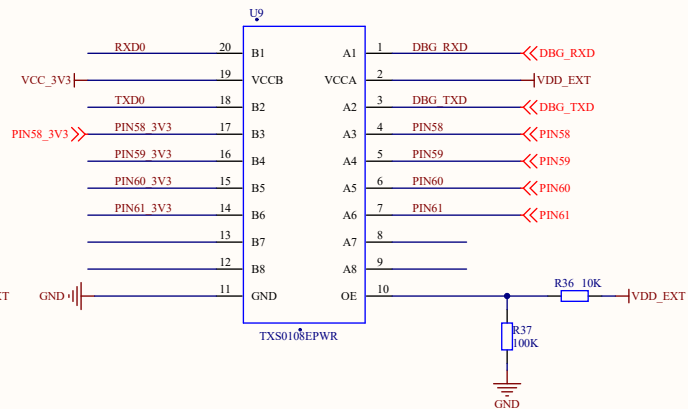 U9
RXD0 20 B1 A1 1 DBG_RXD DBG_RXD
VCC_3V3 19 VCCB VCCA 2 VDD_EXT
TXD0 18 B2 A2 3 DBG_TXD DBG_TXD
PIN58_3V3 PIN58_3V3 17 B3 A3 4 PIN58 PIN58
PIN59_3V3 16 B4 A4 5 PIN59 PIN59
PIN60_3V3 15 B5 A5 6 PIN60 PIN60
PIN61_3V3 14 B6 A6 7 PIN61 PIN61
13 B7 A7 8
12 B8 A8 9
XT GND 11 GND OE 10 R36 10K VDD_EXT
TXS0108EPWR
R37
100K
GND